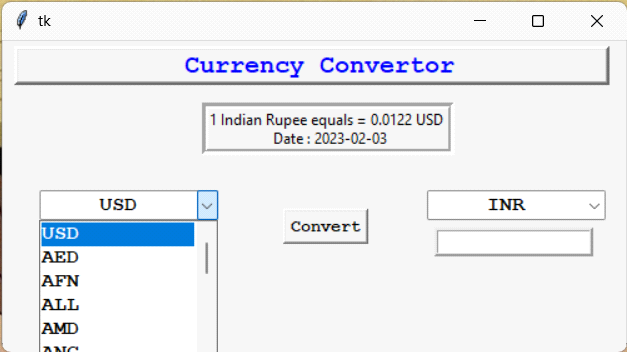 tk
Currency Convertor
1 Indian Rupee equals = 0.0122 USD
Date : 2023-02-03
USD
INR
Convert
USD
AED
AFN
ALL
AMD
ANG